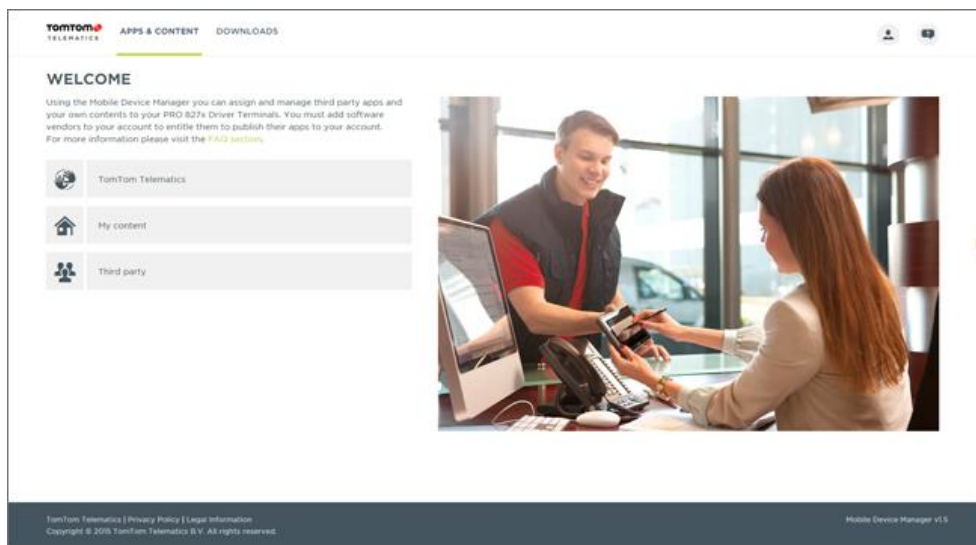 TOMTOM
TELEMATICS
APPS & CONTENT
DOWNLOADS
WELCOME
Using the Mobile Device Manager you can assign and manage third party apps and
your own contents to your PRO 827x Driver Terminals. You must add software
vendors to your account to entitle them to publish their apps to your account.
For more information please visit the FAQ section.
TomTom Telematics
My content
Third party
TomTom Telematics | Privacy Policy | Legal Information
Copyright © 2015 TomTom Telematics B.V. All rights reserved.
Mobile Device Manager v1.5